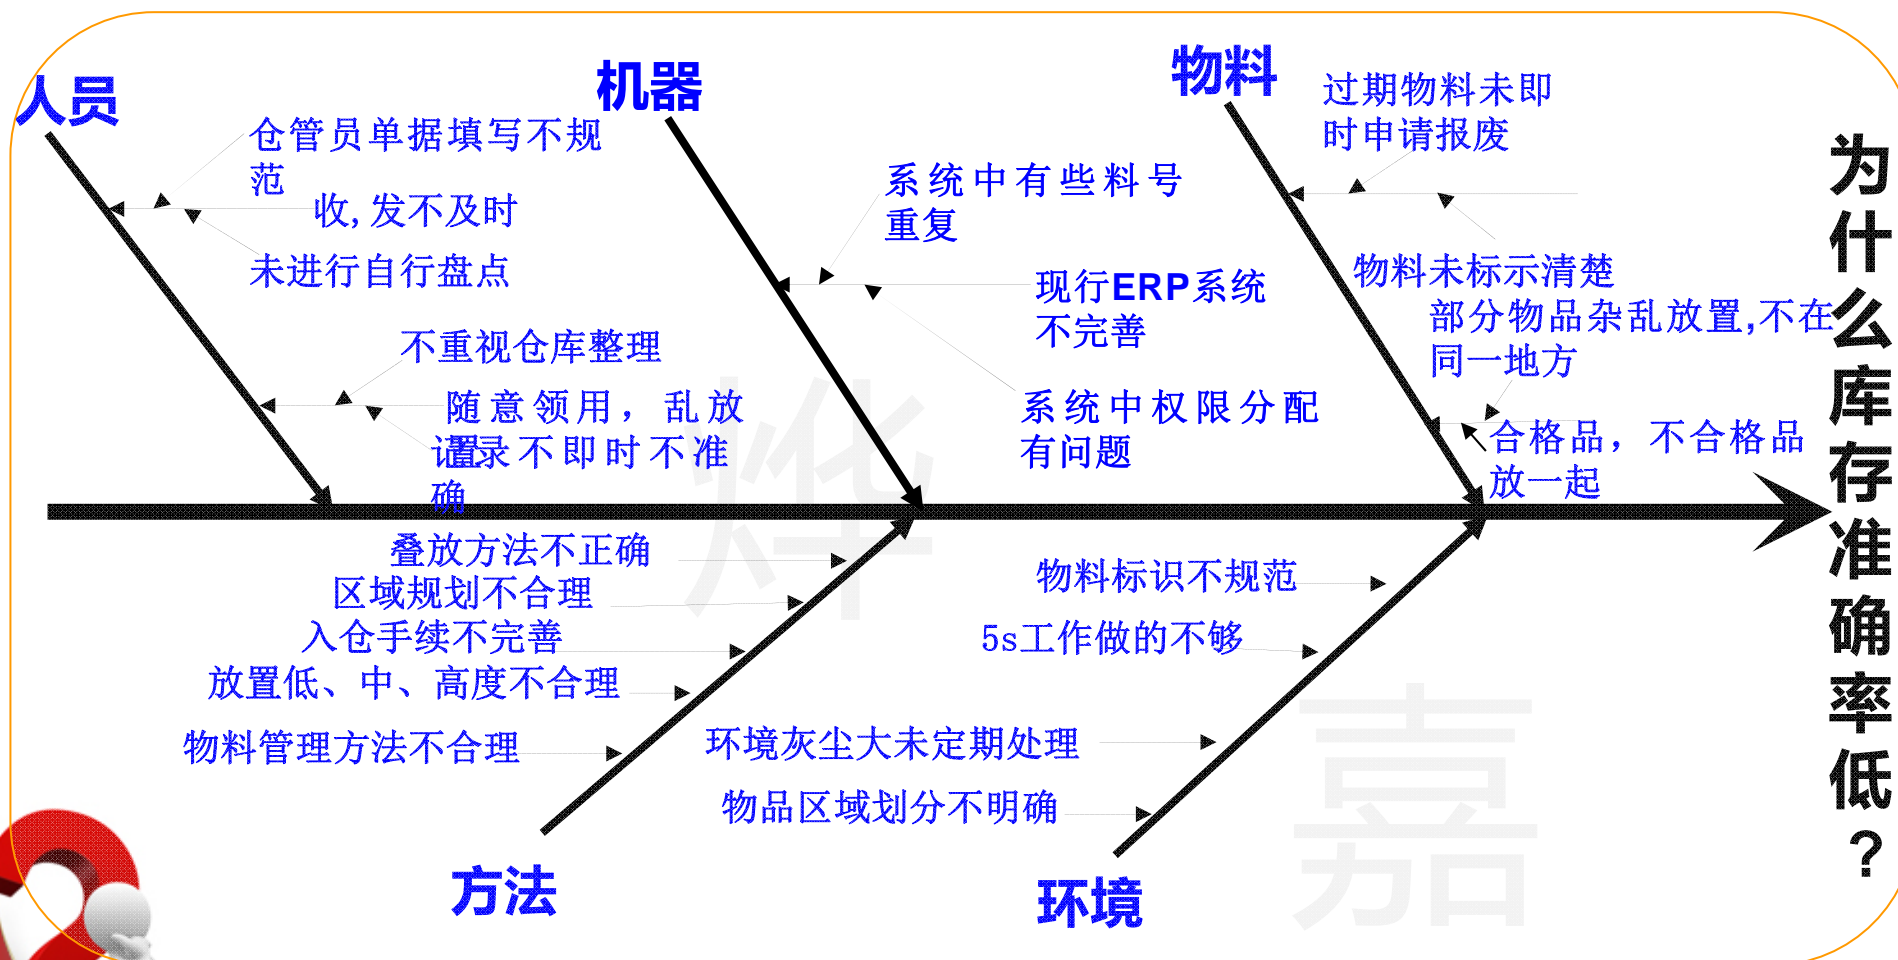 人员
仓管员单据填写不规
范
收,发不及时
未进行自行盘点
不重视仓库整理
随意领用，乱放
置
记录不即时不准
确
机器
系统中有些料号
重复
现行ERP系统
不完善
系统中权限分配
有问题
物料
过期物料未即
时申请报废
物料未标示清楚
部分物品杂乱放置,不在
同一地方
合格品，不合格品
放一起
叠放方法不正确
区域规划不合理
入仓手续不完善
放置低、中、高度不合理
物料管理方法不合理
方法
物料标识不规范
5s工作做的不够
环境灰尘大未定期处理
物品区域划分不明确
环境
为什么库存准确率低?
烨
嘉